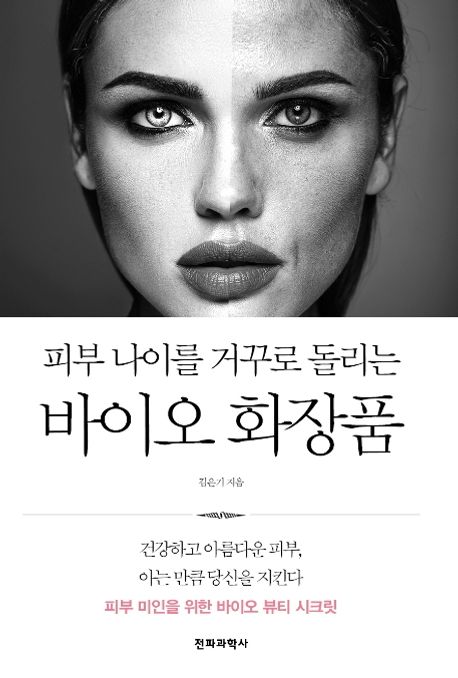 피부 나이를 거꾸로 돌리는
바이오 화장품
김은기 지음
건강하고 아름다운 피부,
아는 만큼 당신을 지킨다
피부 미인을 위한 바이오 뷰티 시크릿
전파과학사